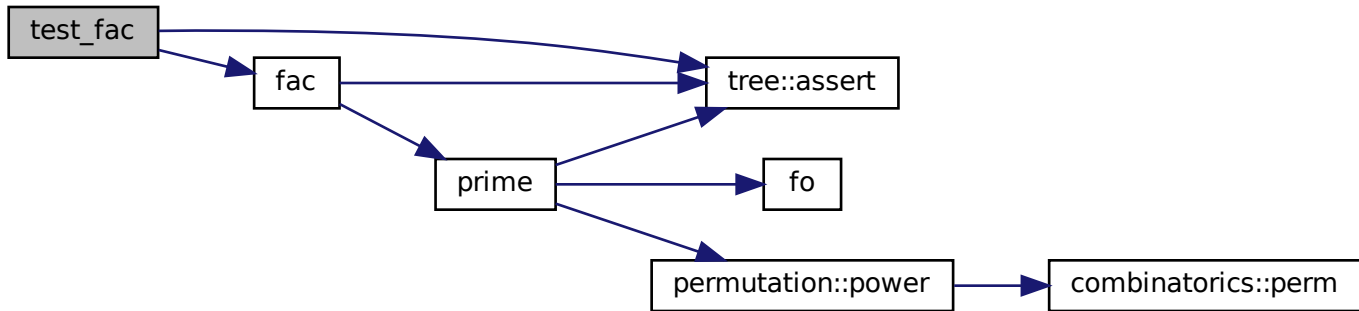 test_fac
fac
tree::assert
prime
fo
permutation::power
combinatorics::perm